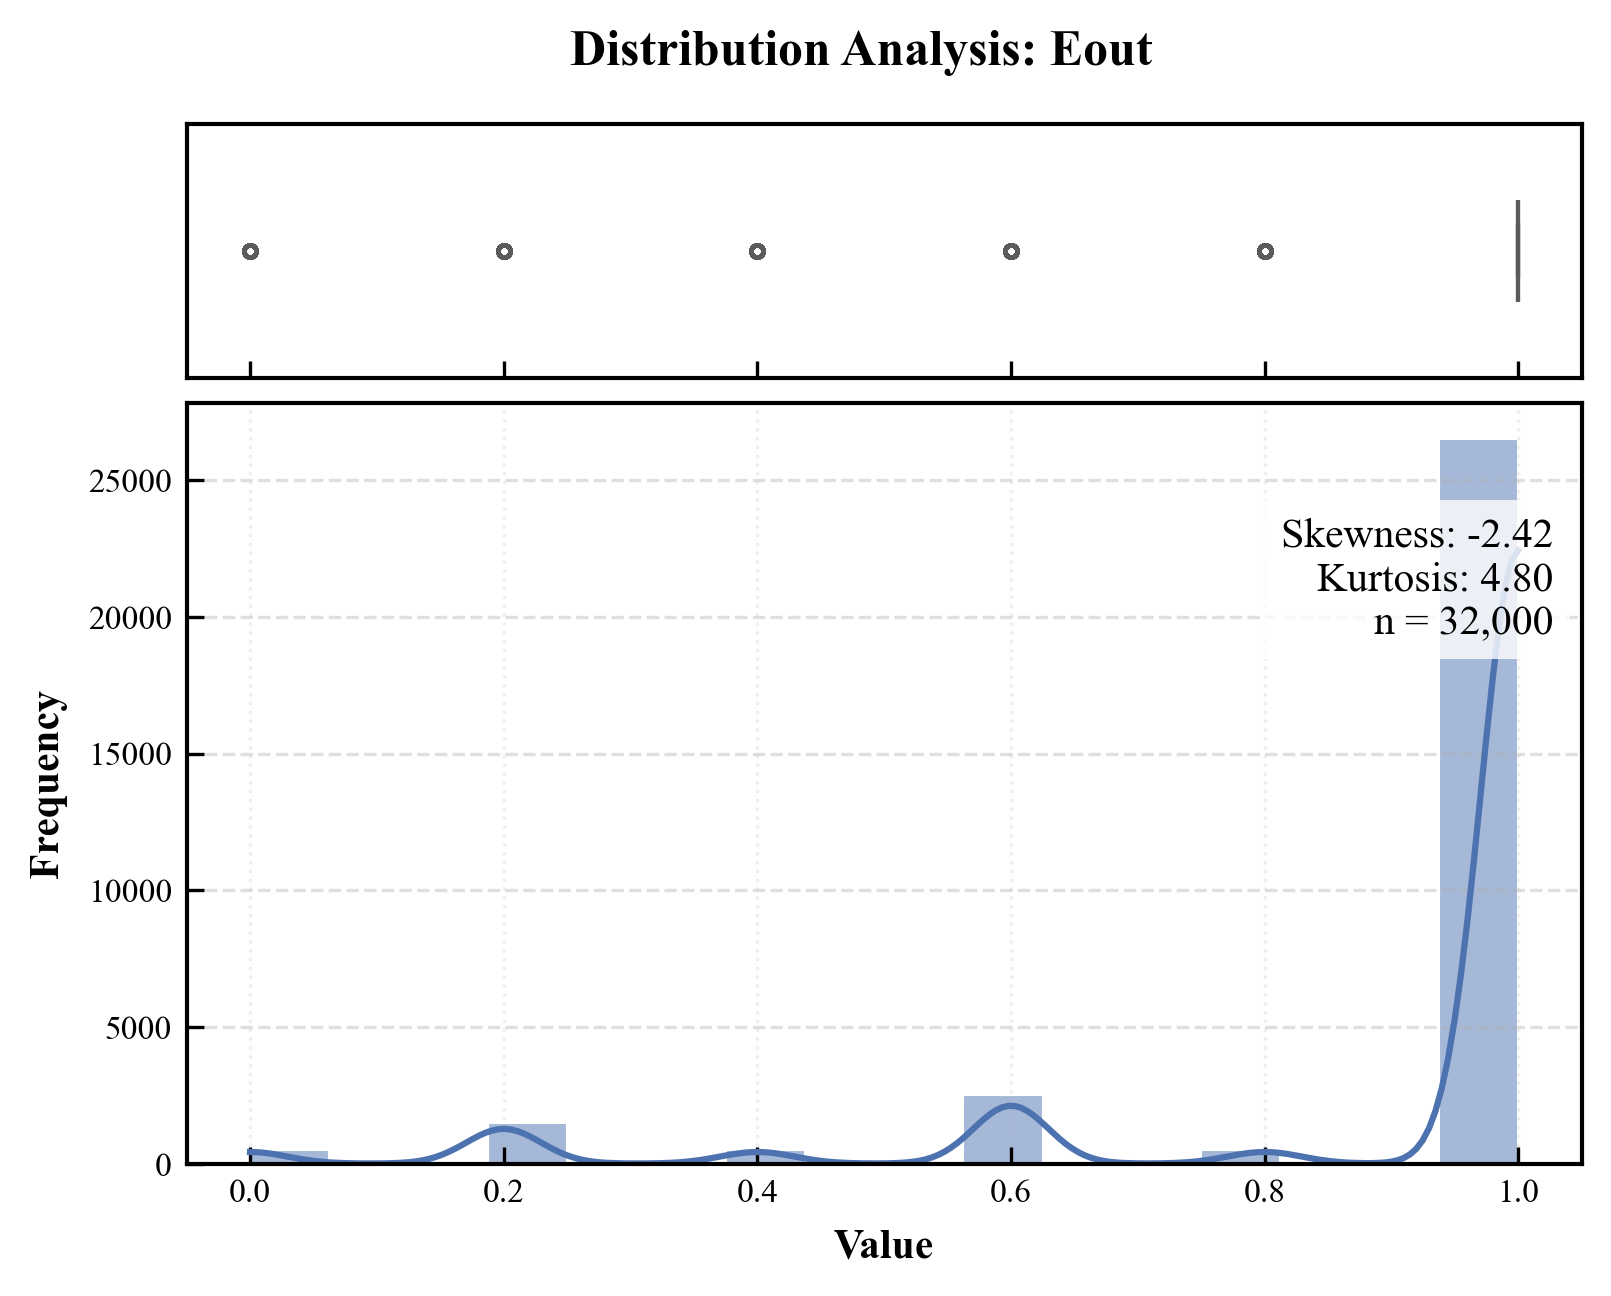 Distribution Analysis: Eout
25000
20000
15000
10000
5000
0
Frequency
Skewness: -2.42
Kurtosis: 4.80
n = 32,000
0.0 0.2 0.4 0.6 0.8 1.0
Value